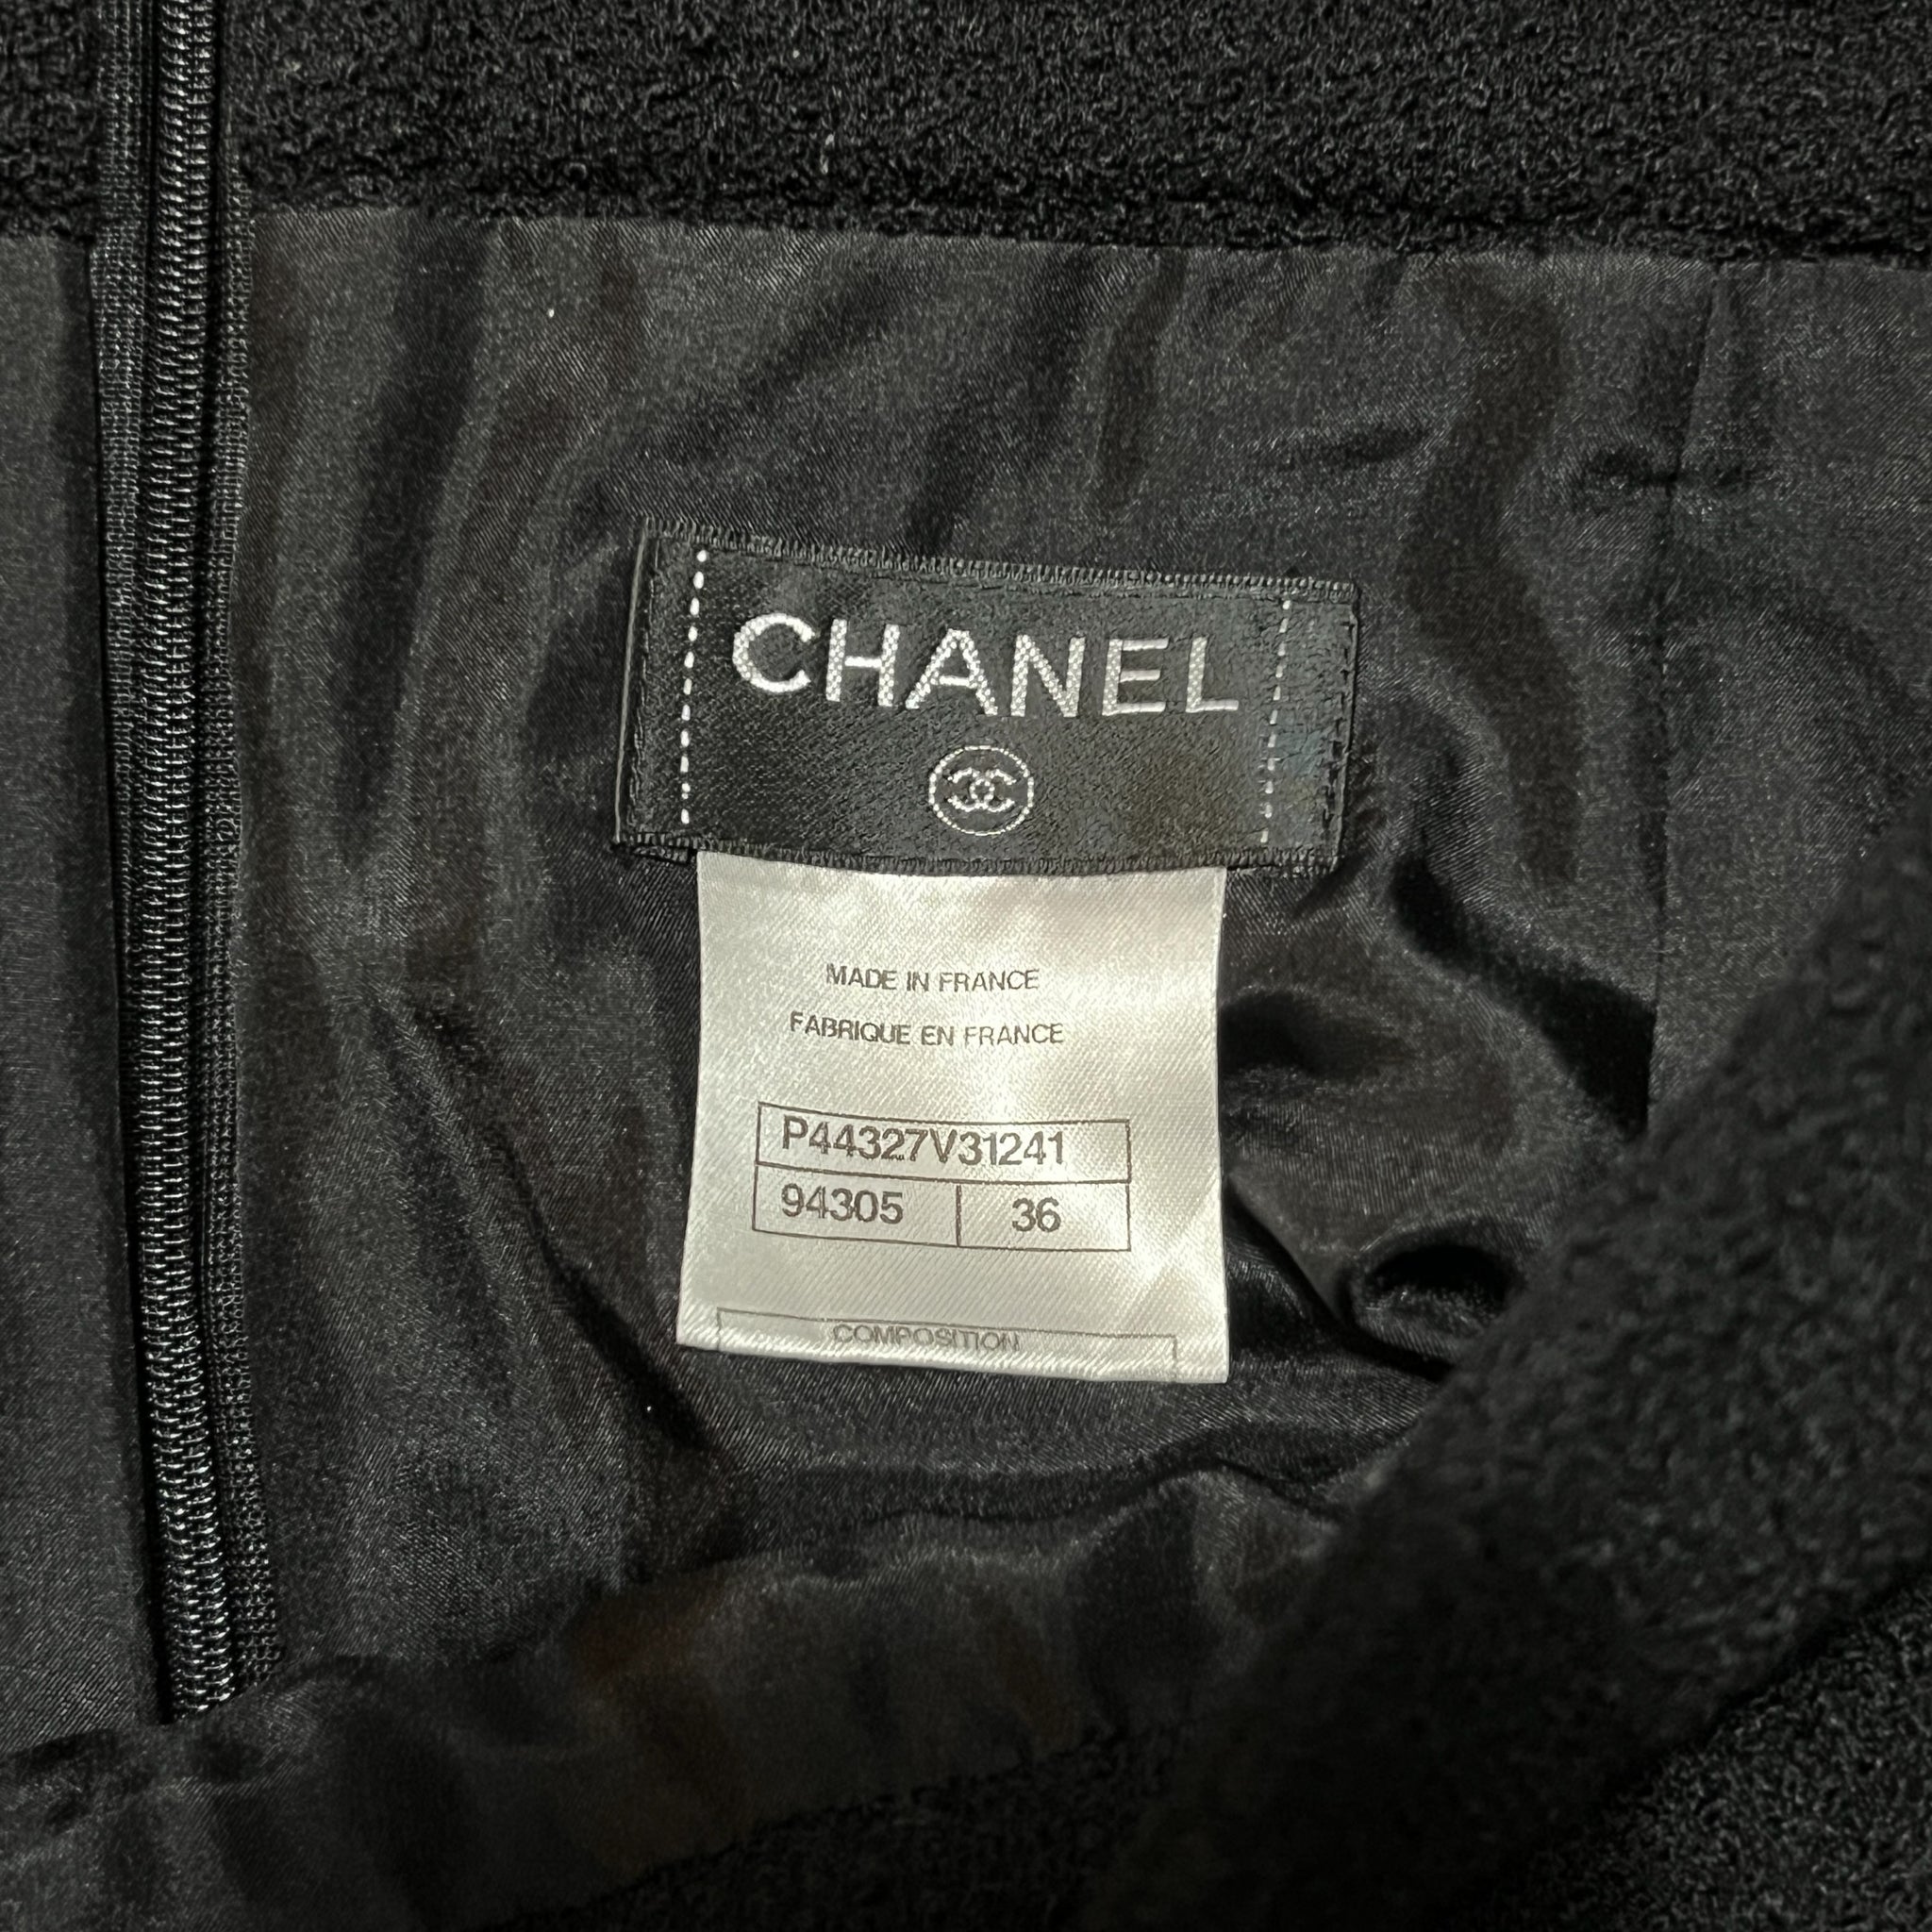 CHANEL
MADE IN FRANCE
FABRIQUE EN FRANCE
P44327V31241
94305 36
COMPOSITION